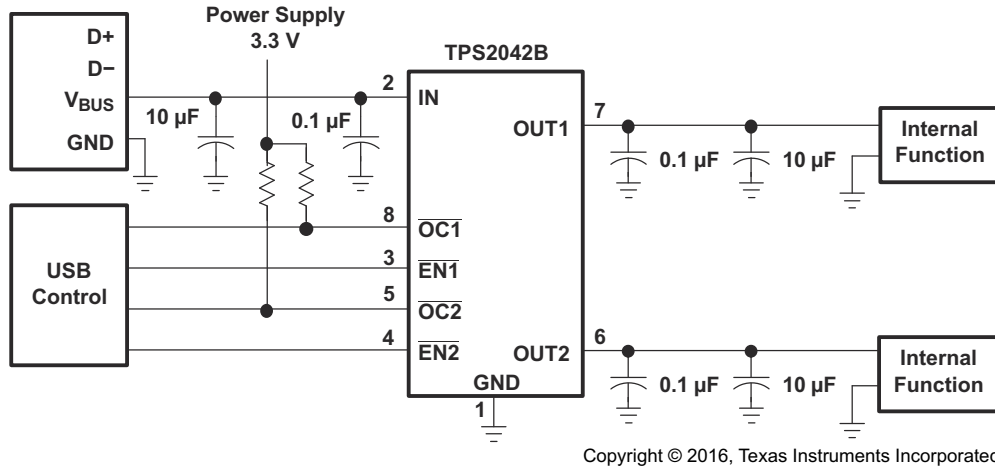 Power Supply
3.3 V
D+
D−
VBUS
GND
10 µF
0.1 µF
TPS2042B
2
IN
7
OUT1
0.1 µF
10 µF
Internal
Function
USB
Control
8
OC1
3
EN1
5
OC2
4
EN2
6
OUT2
GND
1
0.1 µF
10 µF
Internal
Function
Copyright © 2016, Texas Instruments Incorporated